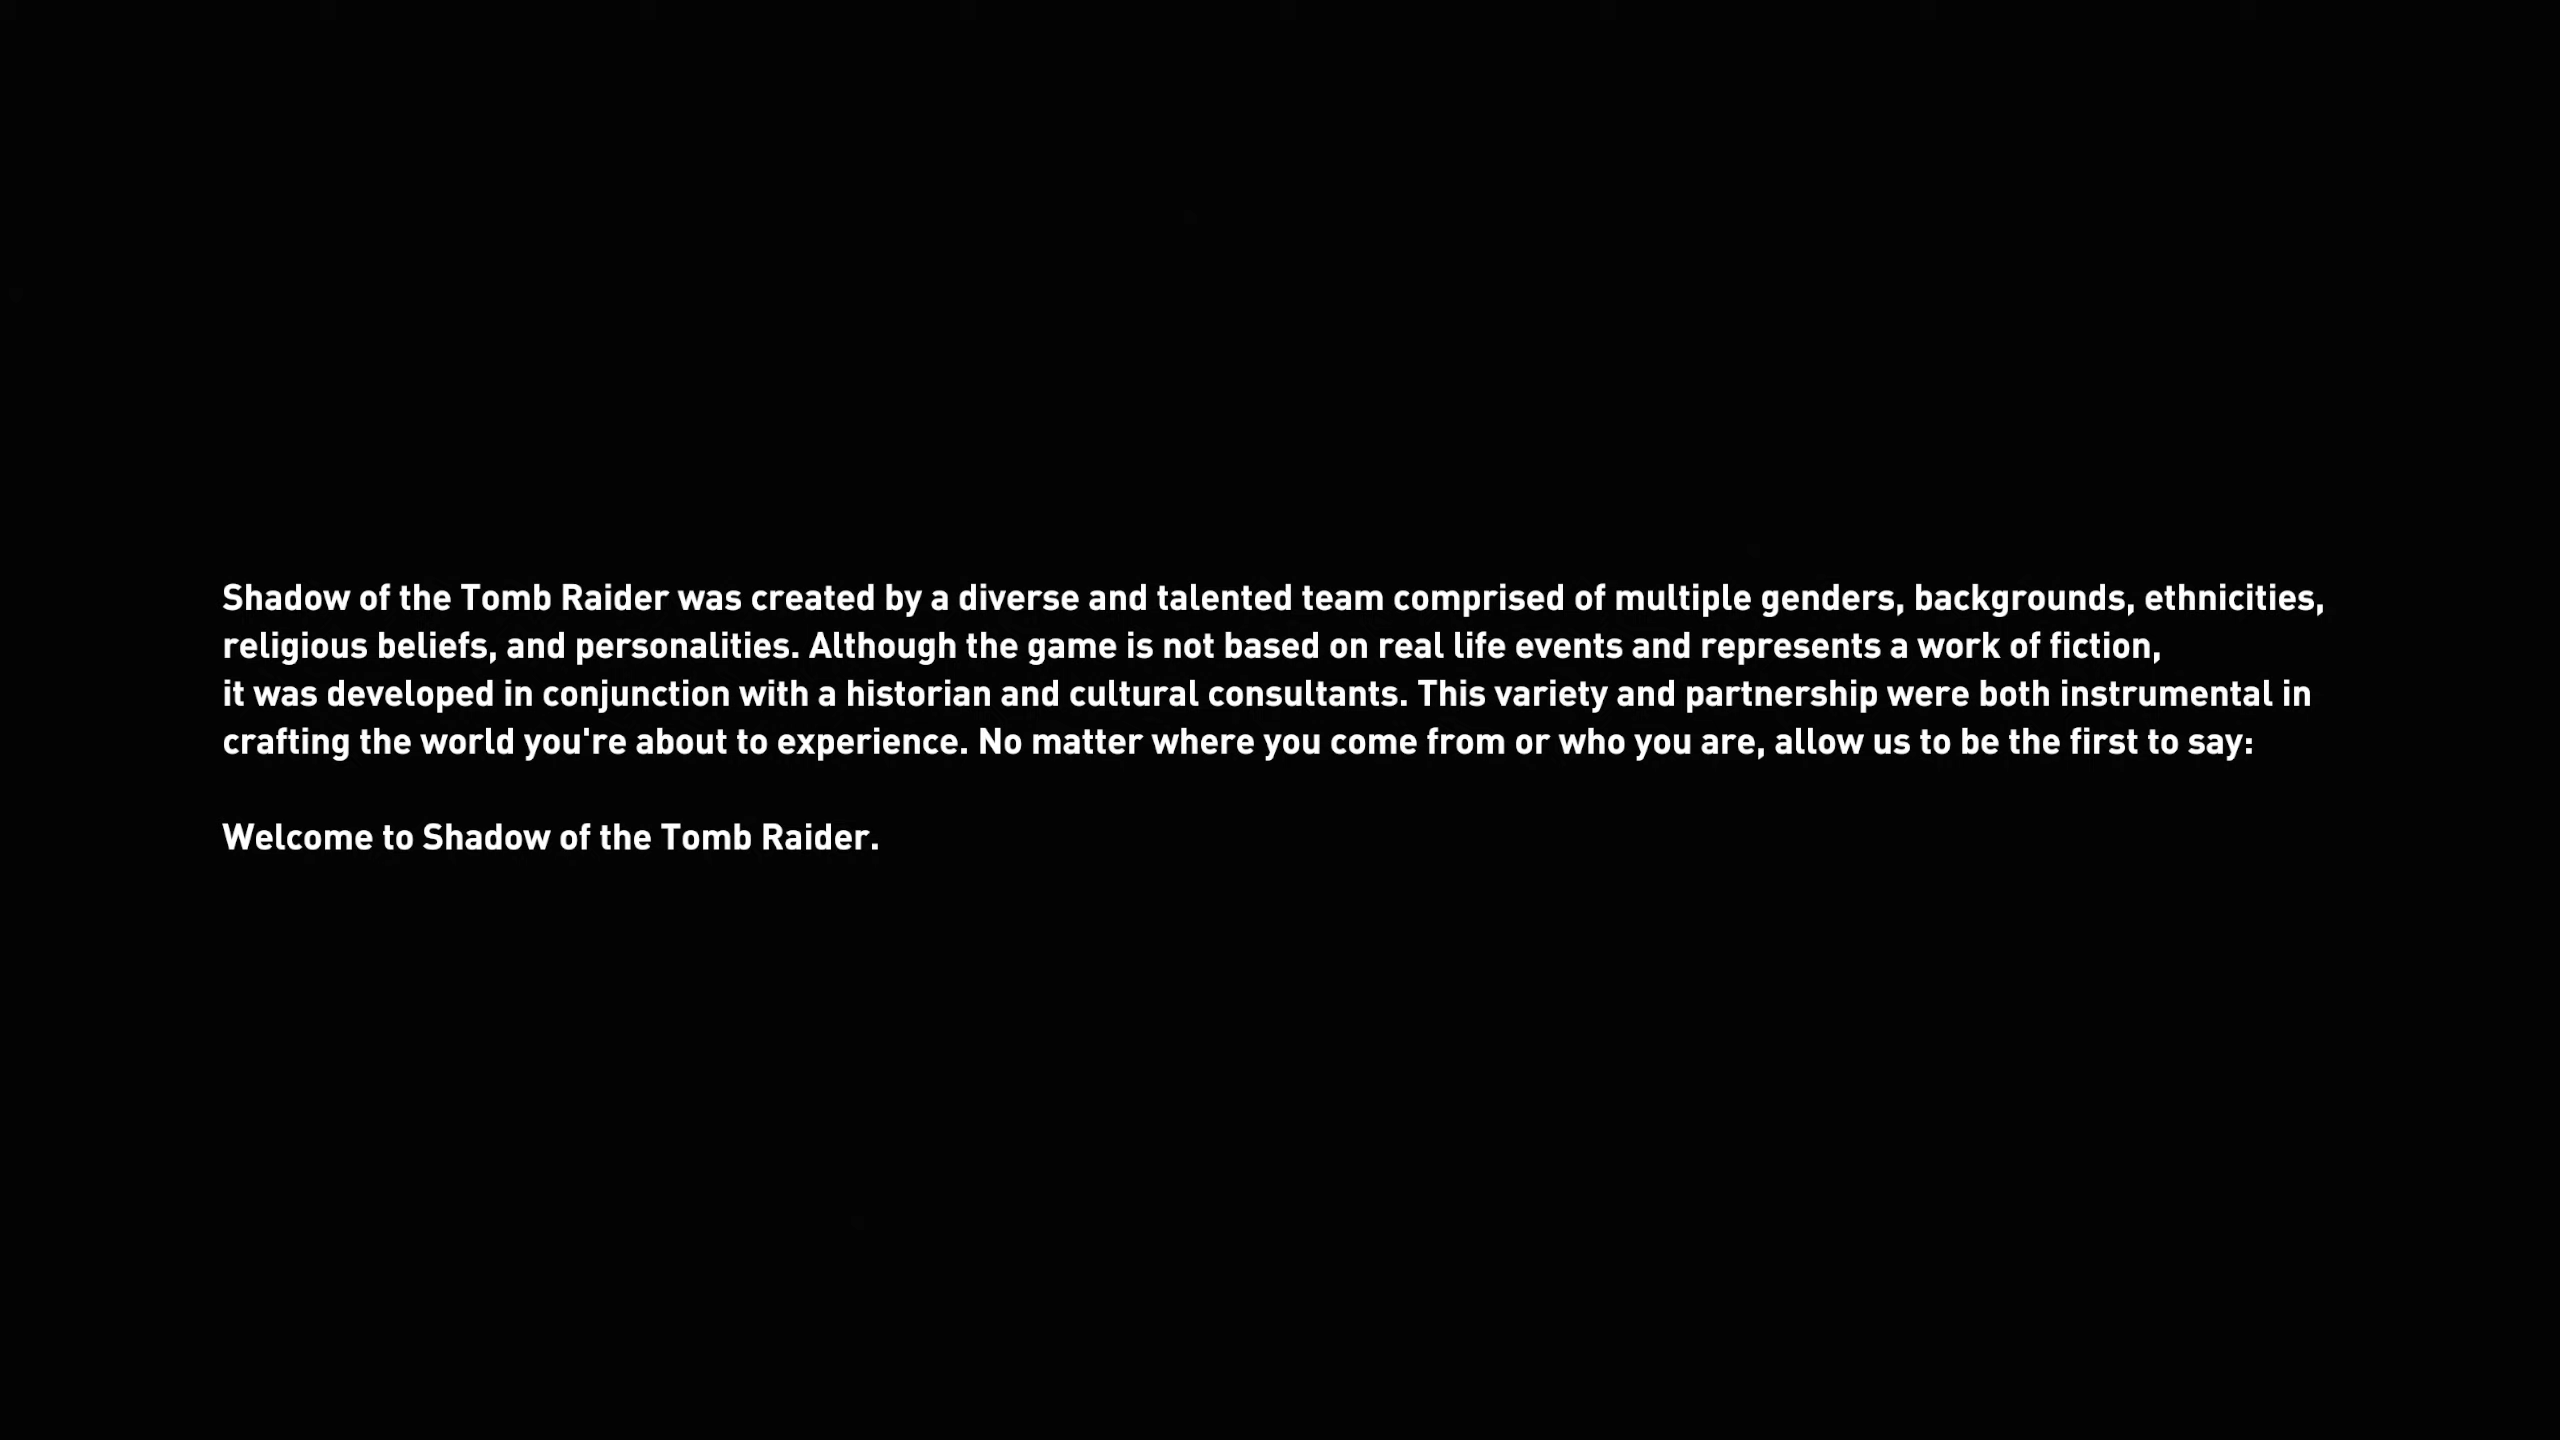 Shadow of the Tomb Raider was created by a diverse and talented team comprised of multiple genders, backgrounds, ethnicities,
religious beliefs, and personalities. Although the game is not based on real life events and represents a work of fiction,
it was developed in conjunction with a historian and cultural consultants. This variety and partnership were both instrumental in
crafting the world you're about to experience. No matter where you come from or who you are, allow us to be the first to say:
Welcome to Shadow of the Tomb Raider.